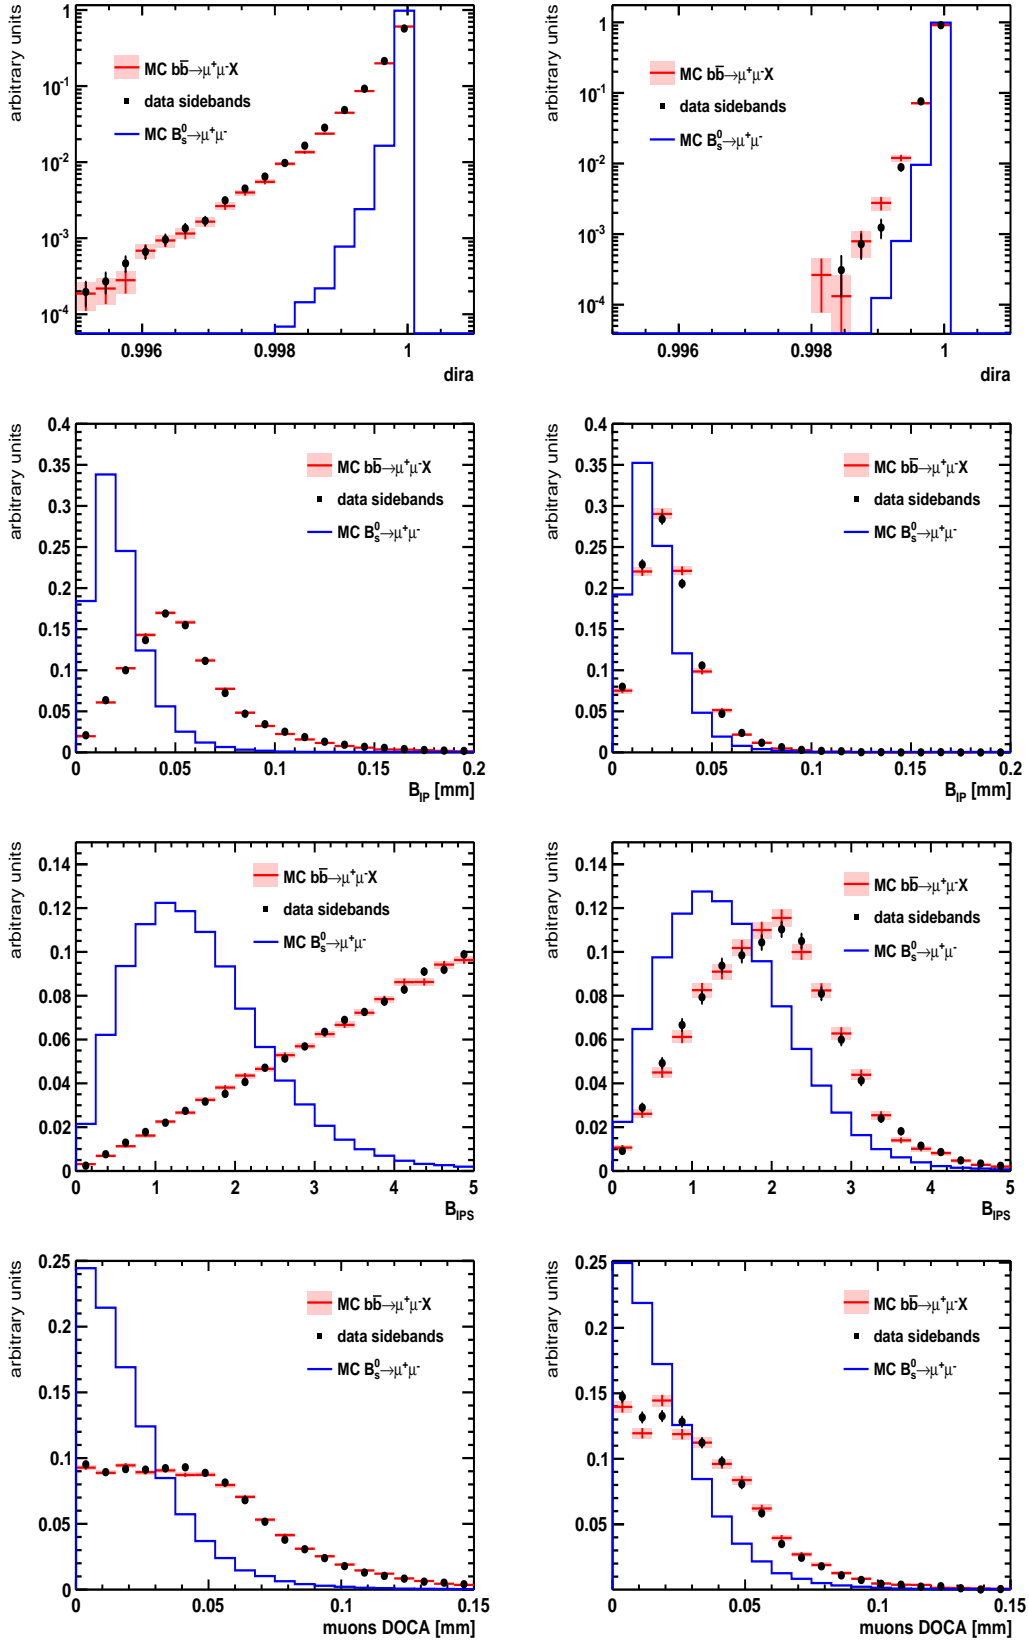 arbitrary units
1
10⁻¹
10⁻²
10⁻³
10⁻⁴
MC bb̅→μ⁺μ⁻X
data sidebands
MC B⁰ₛ→μ⁺μ⁻
0.996 0.998 1
dira
arbitrary units
1
10⁻¹
10⁻²
10⁻³
10⁻⁴
MC bb̅→μ⁺μ⁻X
data sidebands
MC B⁰ₛ→μ⁺μ⁻
0.996 0.998 1
dira
arbitrary units
0.4
0.35
0.3
0.25
0.2
0.15
0.1
0.05
0
MC bb̅→μ⁺μ⁻X
data sidebands
MC B⁰ₛ→μ⁺μ⁻
0 0.05 0.1 0.15 0.2
B_IP [mm]
arbitrary units
0.4
0.35
0.3
0.25
0.2
0.15
0.1
0.05
0
MC bb̅→μ⁺μ⁻X
data sidebands
MC B⁰ₛ→μ⁺μ⁻
0 0.05 0.1 0.15 0.2
B_IP [mm]
arbitrary units
0.14
0.12
0.1
0.08
0.06
0.04
0.02
0
MC bb̅→μ⁺μ⁻X
data sidebands
MC B⁰ₛ→μ⁺μ⁻
0 1 2 3 4 5
B_IPS
arbitrary units
0.14
0.12
0.1
0.08
0.06
0.04
0.02
0
MC bb̅→μ⁺μ⁻X
data sidebands
MC B⁰ₛ→μ⁺μ⁻
0 1 2 3 4 5
B_IPS
arbitrary units
0.25
0.2
0.15
0.1
0.05
0
MC bb̅→μ⁺μ⁻X
data sidebands
MC B⁰ₛ→μ⁺μ⁻
0 0.05 0.1 0.15
muons DOCA [mm]
arbitrary units
0.25
0.2
0.15
0.1
0.05
0
MC bb̅→μ⁺μ⁻X
data sidebands
MC B⁰ₛ→μ⁺μ⁻
0 0.05 0.1 0.15
muons DOCA [mm]